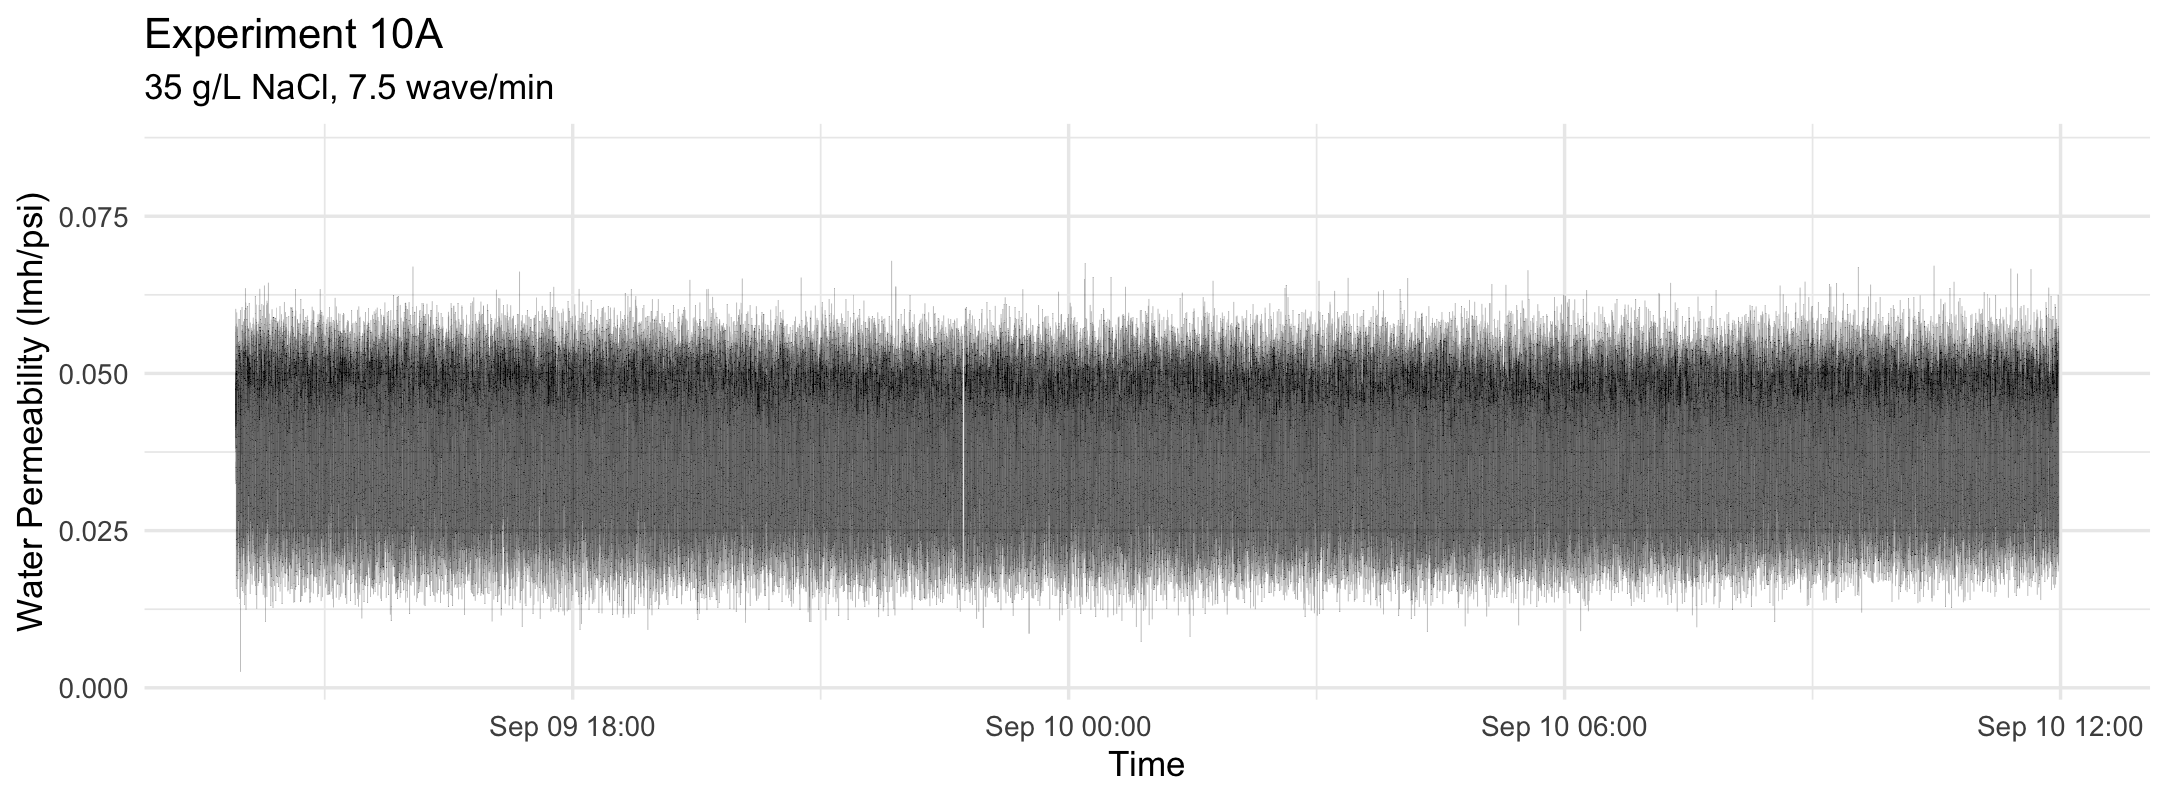 Experiment 10A
35 g/L NaCl, 7.5 wave/min
Water Permeability (lmh/psi)
0.075
0.050
0.025
0.000
Sep 09 18:00
Sep 10 00:00
Sep 10 06:00
Sep 10 12:00
Time